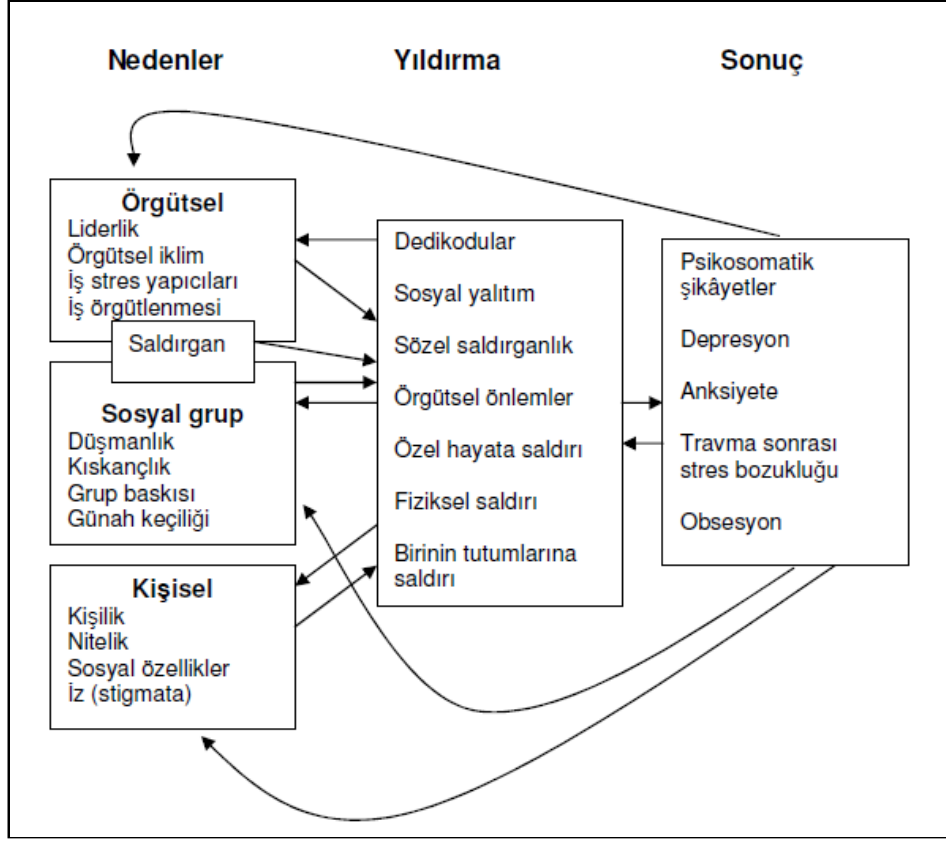 Nedenler
Yıldırma
Sonuç
Örgütsel
Liderlik
Örgütsel iklim
İş stres yapıcıları
İş örgütlenmesi
Saldırgan
Sosyal grup
Düşmanlık
Kıskançlık
Grup baskısı
Günah keçiliği
Kişisel
Kişilik
Nitelik
Sosyal özellikler
İz (stigmata)
Dedikodular
Sosyal yalıtım
Sözel saldırganlık
Örgütsel önlemler
Özel hayata saldırı
Fiziksel saldırı
Birinin tutumlarına
saldırı
Psikosomatik
şikâyetler
Depresyon
Anksiyete
Travma sonrası
stres bozukluğu
Obsesyon